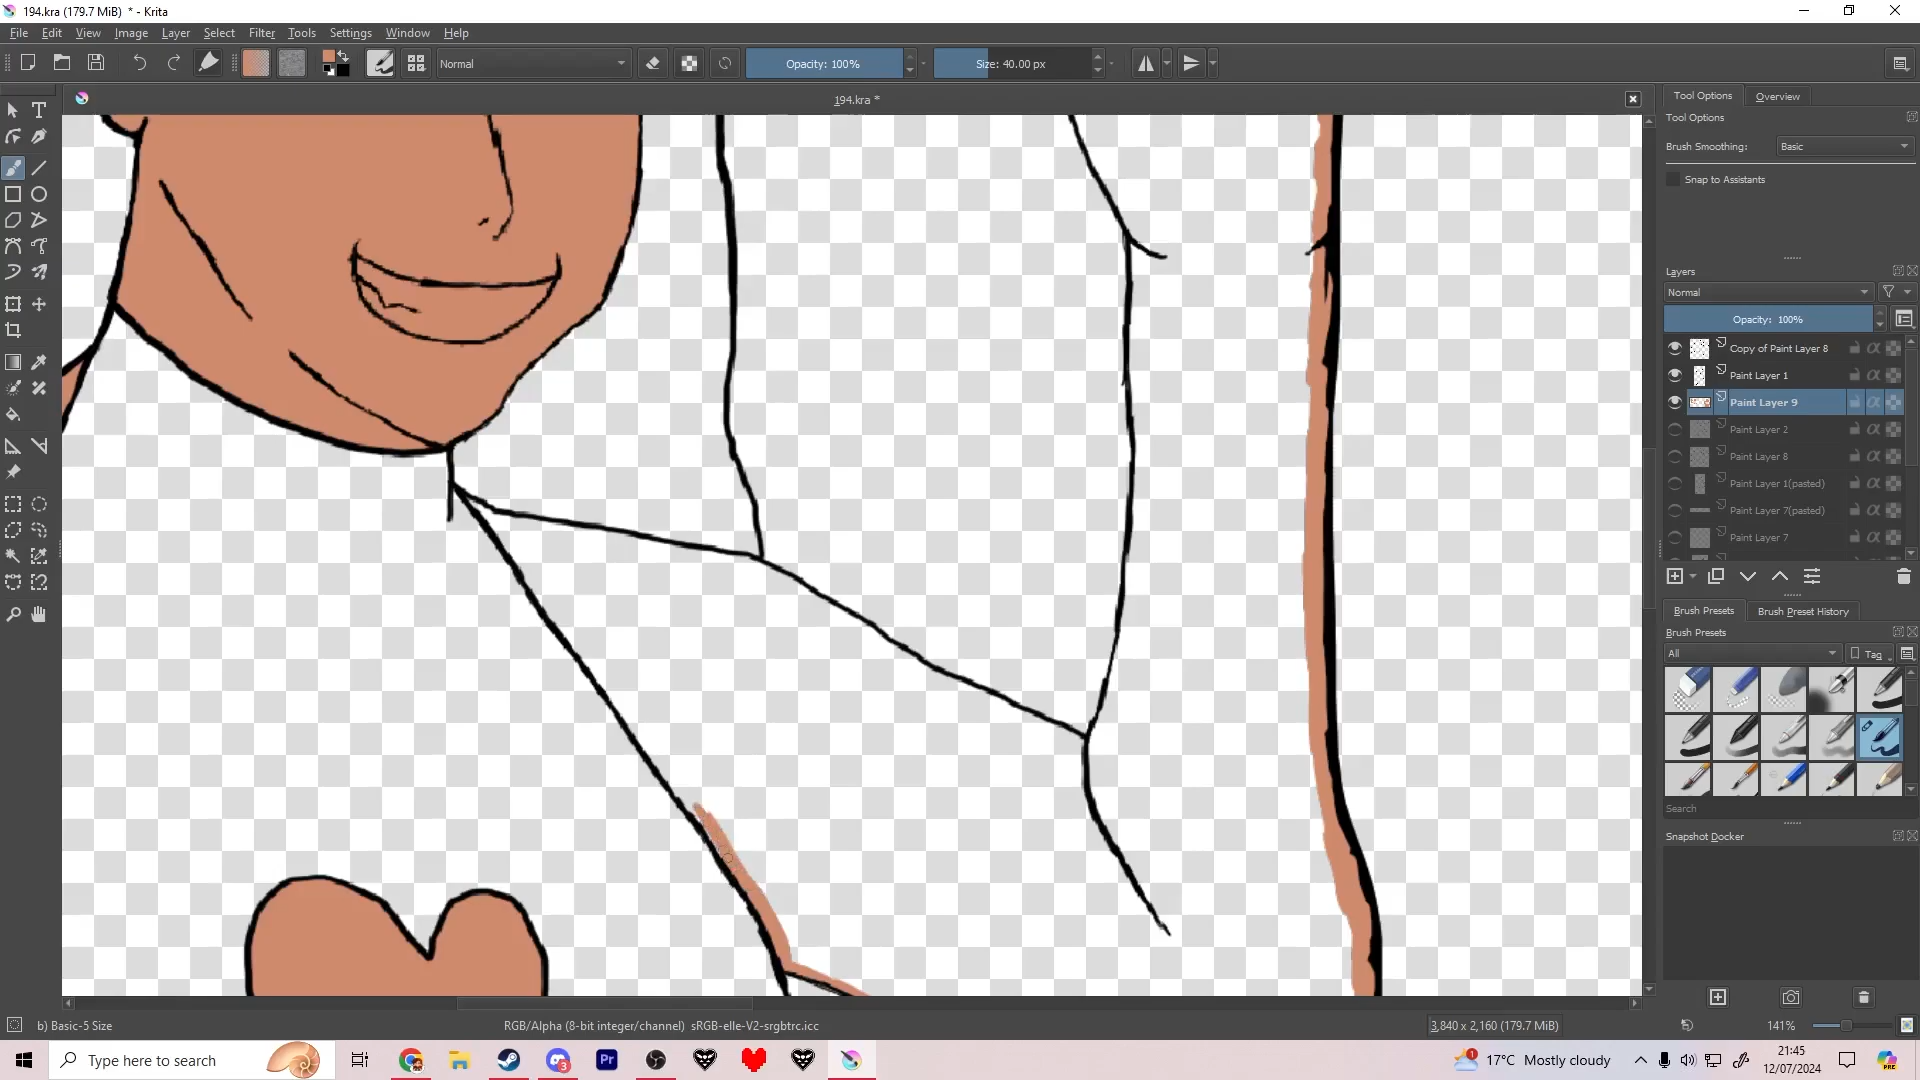 194.kra (179.7 MiB)  * - Krita
File Edit View Image Layer Select Filter Tools Settings Window Help
Normal Opacity: 100% Size: 40.00 px
194.kra *
Tool Options Overview
Tool Options
Brush Smoothing: Basic
Snap to Assistants
Layers
Normal
Opacity: 100%
Copy of Paint Layer 8
Paint Layer 1
Paint Layer 9
Paint Layer 2
Paint Layer 8
Paint Layer 1(pasted)
Paint Layer 7(pasted)
Paint Layer 7
Brush Presets Brush Preset History
Brush Presets
All Tag
Search
Snapshot Docker
b) Basic-5 Size RGB/Alpha (8-bit integer/channel) sRGB-elle-V2-srgbtrc.icc 3,840 x 2,160 (179.7 MiB) 141%
Type here to search Pr 3 1 17°C Mostly cloudy 21:45
12/07/2024
PRE